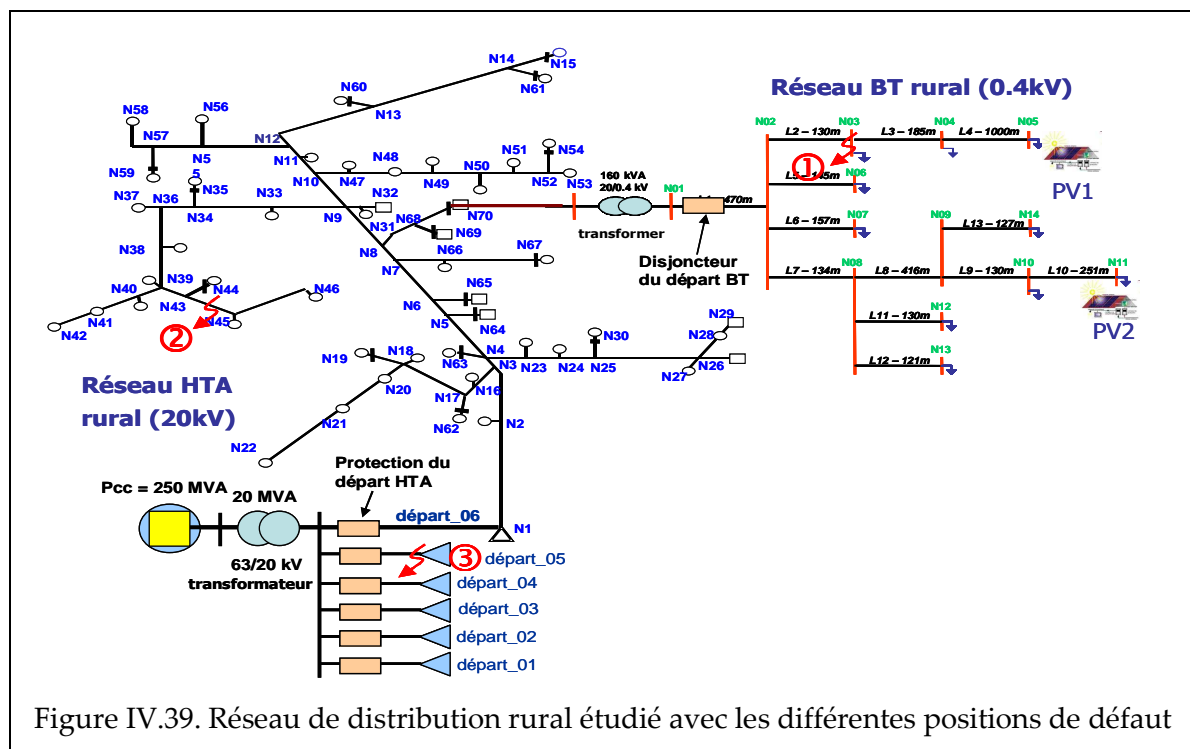 N15
N14
N61
N60
N13
N58
N56
N57
N5
5
N59
N12
N11
N10
N47
N48
N49
N50
N51
N52
N54
N53
N37
N36
N35
N34
N33
N32
N9
N31
N68
N70
N69
N8
N7
N66
N67
N38
N39
N40
N41
N42
N43
N44
N45
N46
②
N6
N65
N5
N64
N4
N3
N63
N23
N24
N25
N30
N26
N27
N28
N29
N19
N18
N20
N17
N16
N62
N21
N22
N2
N1
Réseau HTA
rural (20kV)
160 kVA
20/0.4 kV
transformer
N01
470m
Disjoncteur
du départ BT
Réseau BT rural (0.4kV)
N02
L2 – 130m
N03
L3 – 185m
N04
L4 – 1000m
N05
①
N06
PV1
L6 – 157m
N07
N09
L13 – 127m
N14
L7 – 134m
N08
L8 – 416m
L9 – 130m
N10
L10 – 251m
N11
PV2
L11 – 130m
N12
L12 – 121m
N13
Protection du
départ HTA
Pcc = 250 MVA
20 MVA
63/20 kV
transformateur
départ_06
③
départ_05
départ_04
départ_03
départ_02
départ_01
Figure IV.39. Réseau de distribution rural étudié avec les différentes positions de défaut